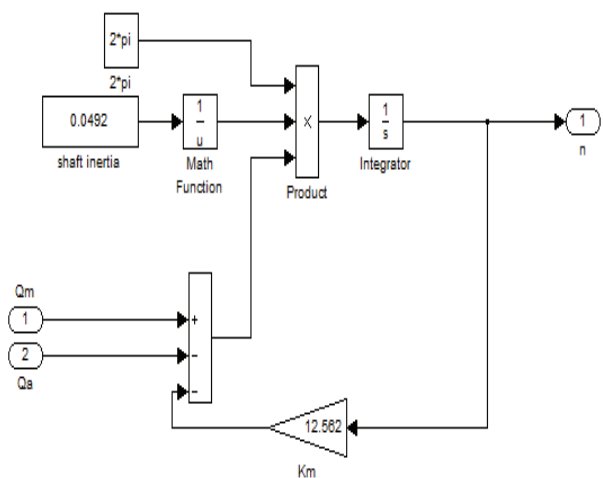 2*pi
2*pi
0.0492
shaft inertia
1
u
Math
Function
×
Product
1
s
Integrator
1
n
Qm
1
2
Qa
+
−
−
12.562
Km